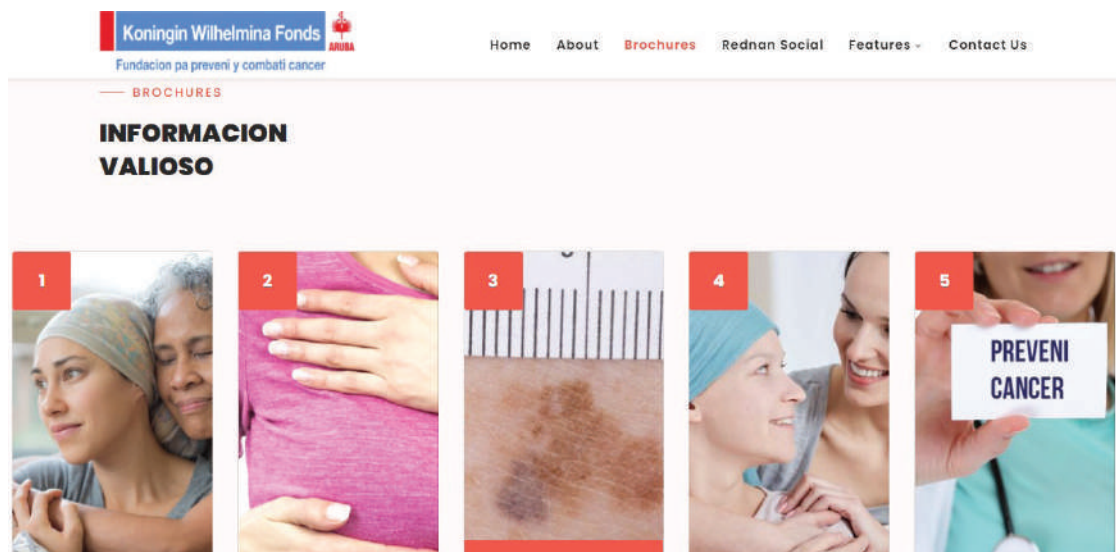 Koningin Wilhelmina Fonds
ARUBA
Fundacion pa preveni y combati cancer
Home About Brochures Rednan Social Features Contact Us
BROCHURES
INFORMACION
VALIOSO
1 2 3 4 5
PREVENI
CANCER